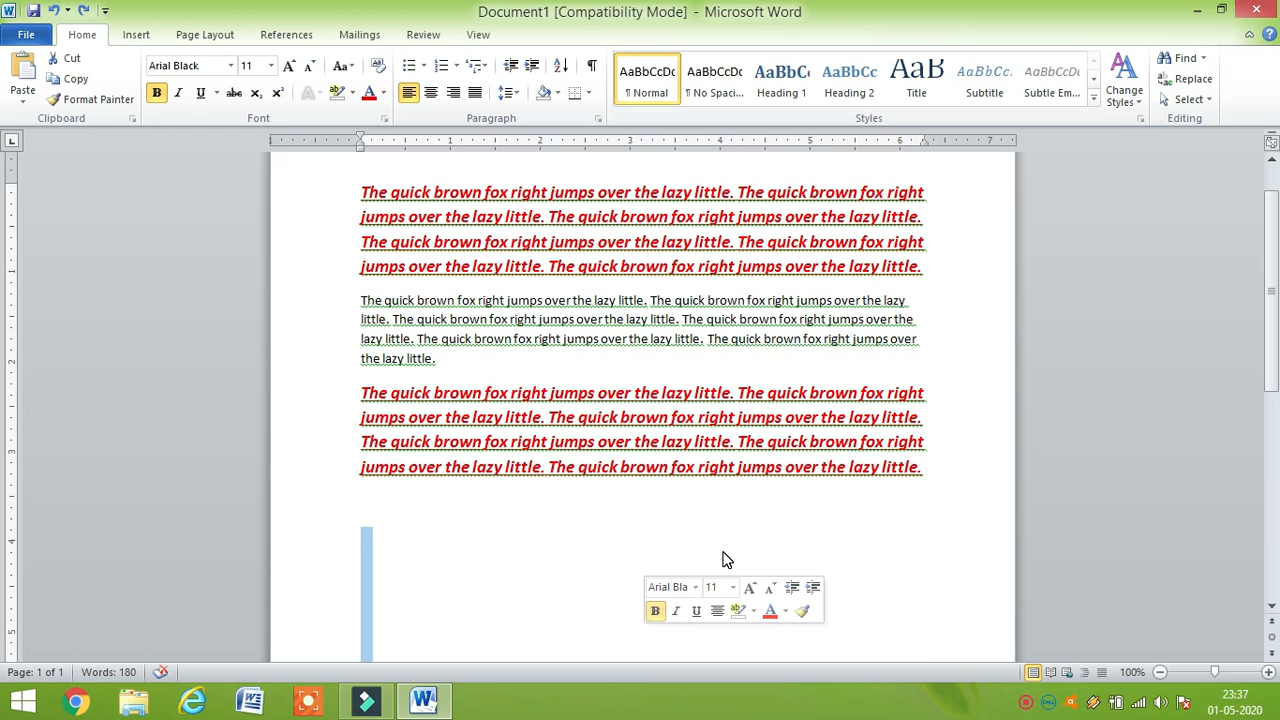 Document1 [Compatibility Mode] - Microsoft Word
File Home Insert Page Layout References Mailings Review View
Paste
Cut
Copy
Format Painter
Clipboard
Arial Black 11
Font
Paragraph
AaBbCcDc
¶ Normal
AaBbCcDc
¶ No Spaci...
AaBbC
Heading 1
AaBbCc
Heading 2
AaB
Title
AaBbCc.
Subtitle
AaBbCcDc
Subtle Em...
Change
Styles
Styles
Find
Replace
Select
Editing
1 1 2 3 4 5 6 7
The quick brown fox right jumps over the lazy little. The quick brown fox right
jumps over the lazy little. The quick brown fox right jumps over the lazy little.
The quick brown fox right jumps over the lazy little. The quick brown fox right
jumps over the lazy little. The quick brown fox right jumps over the lazy little.
The quick brown fox right jumps over the lazy little. The quick brown fox right jumps over the lazy
little. The quick brown fox right jumps over the lazy little. The quick brown fox right jumps over the
lazy little. The quick brown fox right jumps over the lazy little. The quick brown fox right jumps over
the lazy little.
The quick brown fox right jumps over the lazy little. The quick brown fox right
jumps over the lazy little. The quick brown fox right jumps over the lazy little.
The quick brown fox right jumps over the lazy little. The quick brown fox right
jumps over the lazy little. The quick brown fox right jumps over the lazy little.
Arial Bla 11
B I U
Page: 1 of 1 Words: 180 100%
23:37
01-05-2020